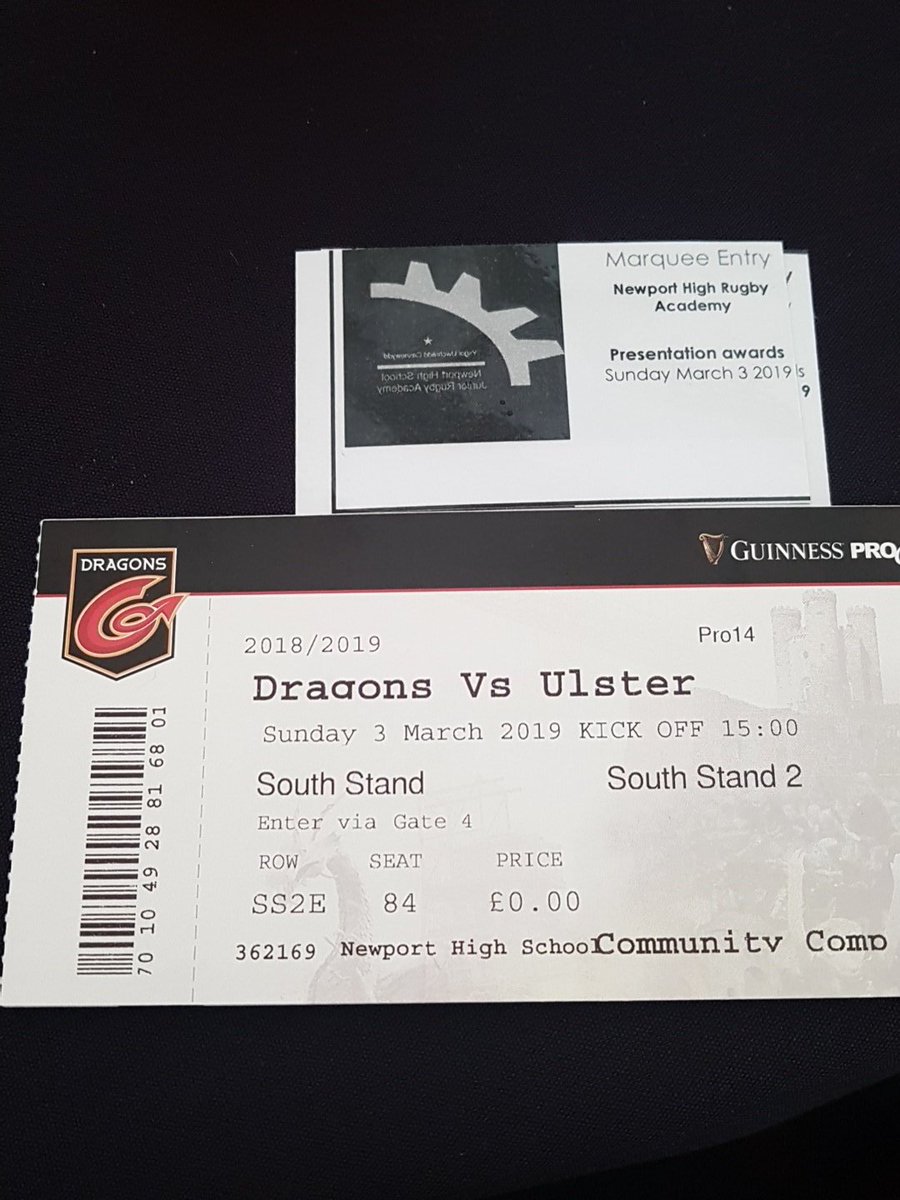 Marquee Entry
Newport High Rugby
Academy
Presentation awards
Sunday March 3 2019
s
9
Newport High School
Junior Rugby Academy
DRAGONS
GUINNESS PRO
2018/2019
Pro14
Dragons Vs Ulster
Sunday 3 March 2019 KICK OFF 15:00
South Stand
South Stand 2
Enter via Gate 4
ROW SEAT PRICE
SS2E 84 £0.00
362169 Newport High School Community Comp
70 10 49 28 81 68 01